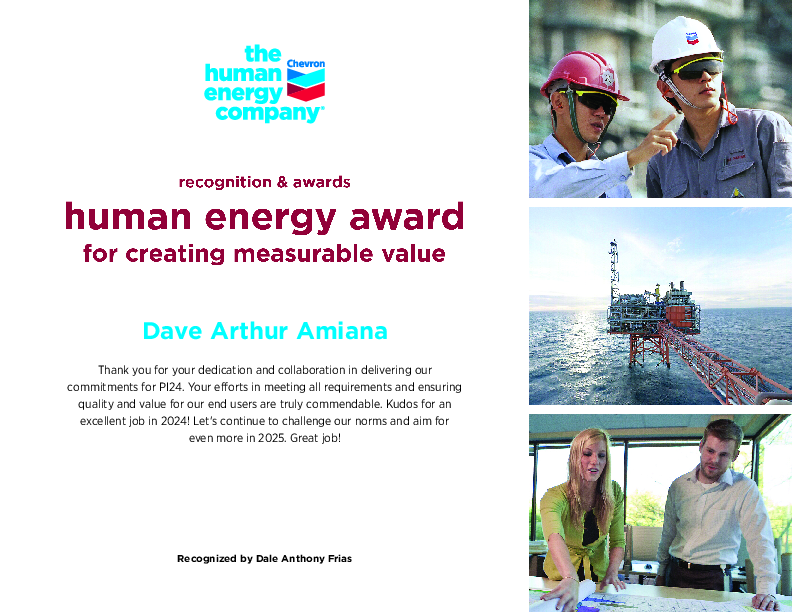 the
human
energy
company®
Chevron
recognition & awards
human energy award
for creating measurable value
Dave Arthur Amiana
Thank you for your dedication and collaboration in delivering our
commitments for PI24. Your efforts in meeting all requirements and ensuring
quality and value for our end users are truly commendable. Kudos for an
excellent job in 2024! Let's continue to challenge our norms and aim for
even more in 2025. Great job!
Recognized by Dale Anthony Frias